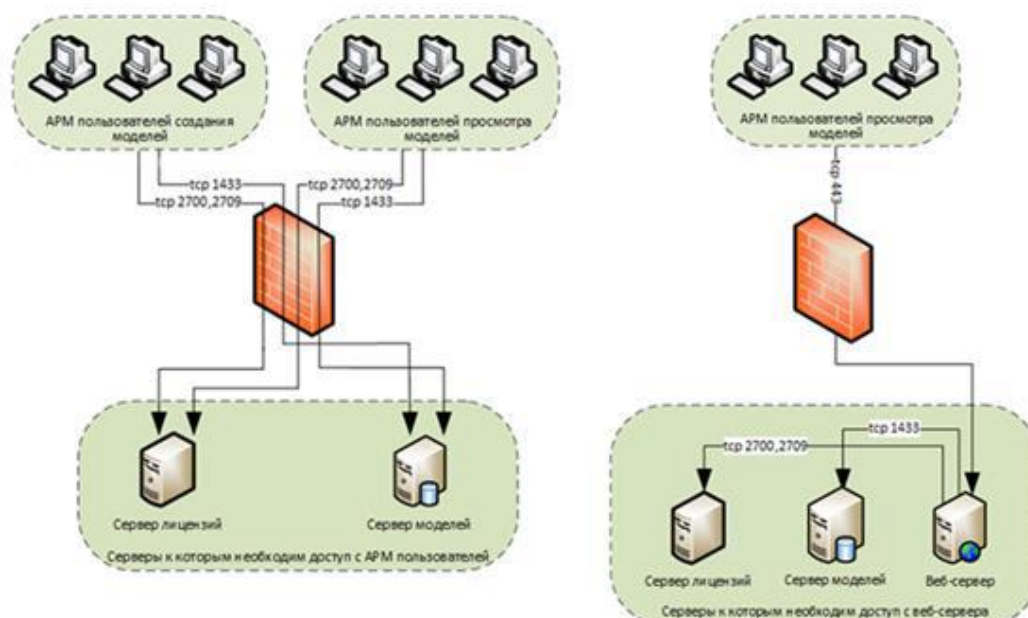 АРМ пользователей создания
моделей
АРМ пользователей просмотра
моделей
tcp 1433
tcp 2700,2709
tcp 2700,2709
tcp 1433
Сервер лицензий
Сервер моделей
Серверы к которым необходим доступ с АРМ пользователей
АРМ пользователей просмотра
моделей
tcp 443
tcp 1433
tcp 2700,2709
Сервер лицензий
Сервер моделей
Веб-сервер
Серверы к которым необходим доступ с веб-сервера